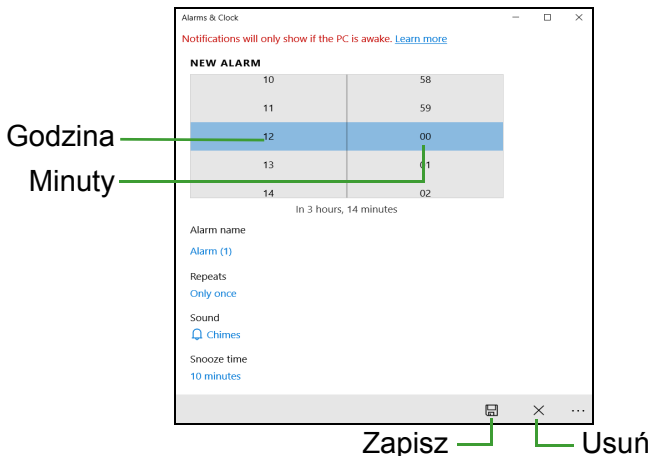 Alarms & Clock
Notifications will only show if the PC is awake. Learn more
NEW ALARM
10 58
11 59
Godzina 12 00
Minuty 13 01
14 02
In 3 hours, 14 minutes
Alarm name
Alarm (1)
Repeats
Only once
Sound
Chimes
Snooze time
10 minutes
Zapisz Usuń